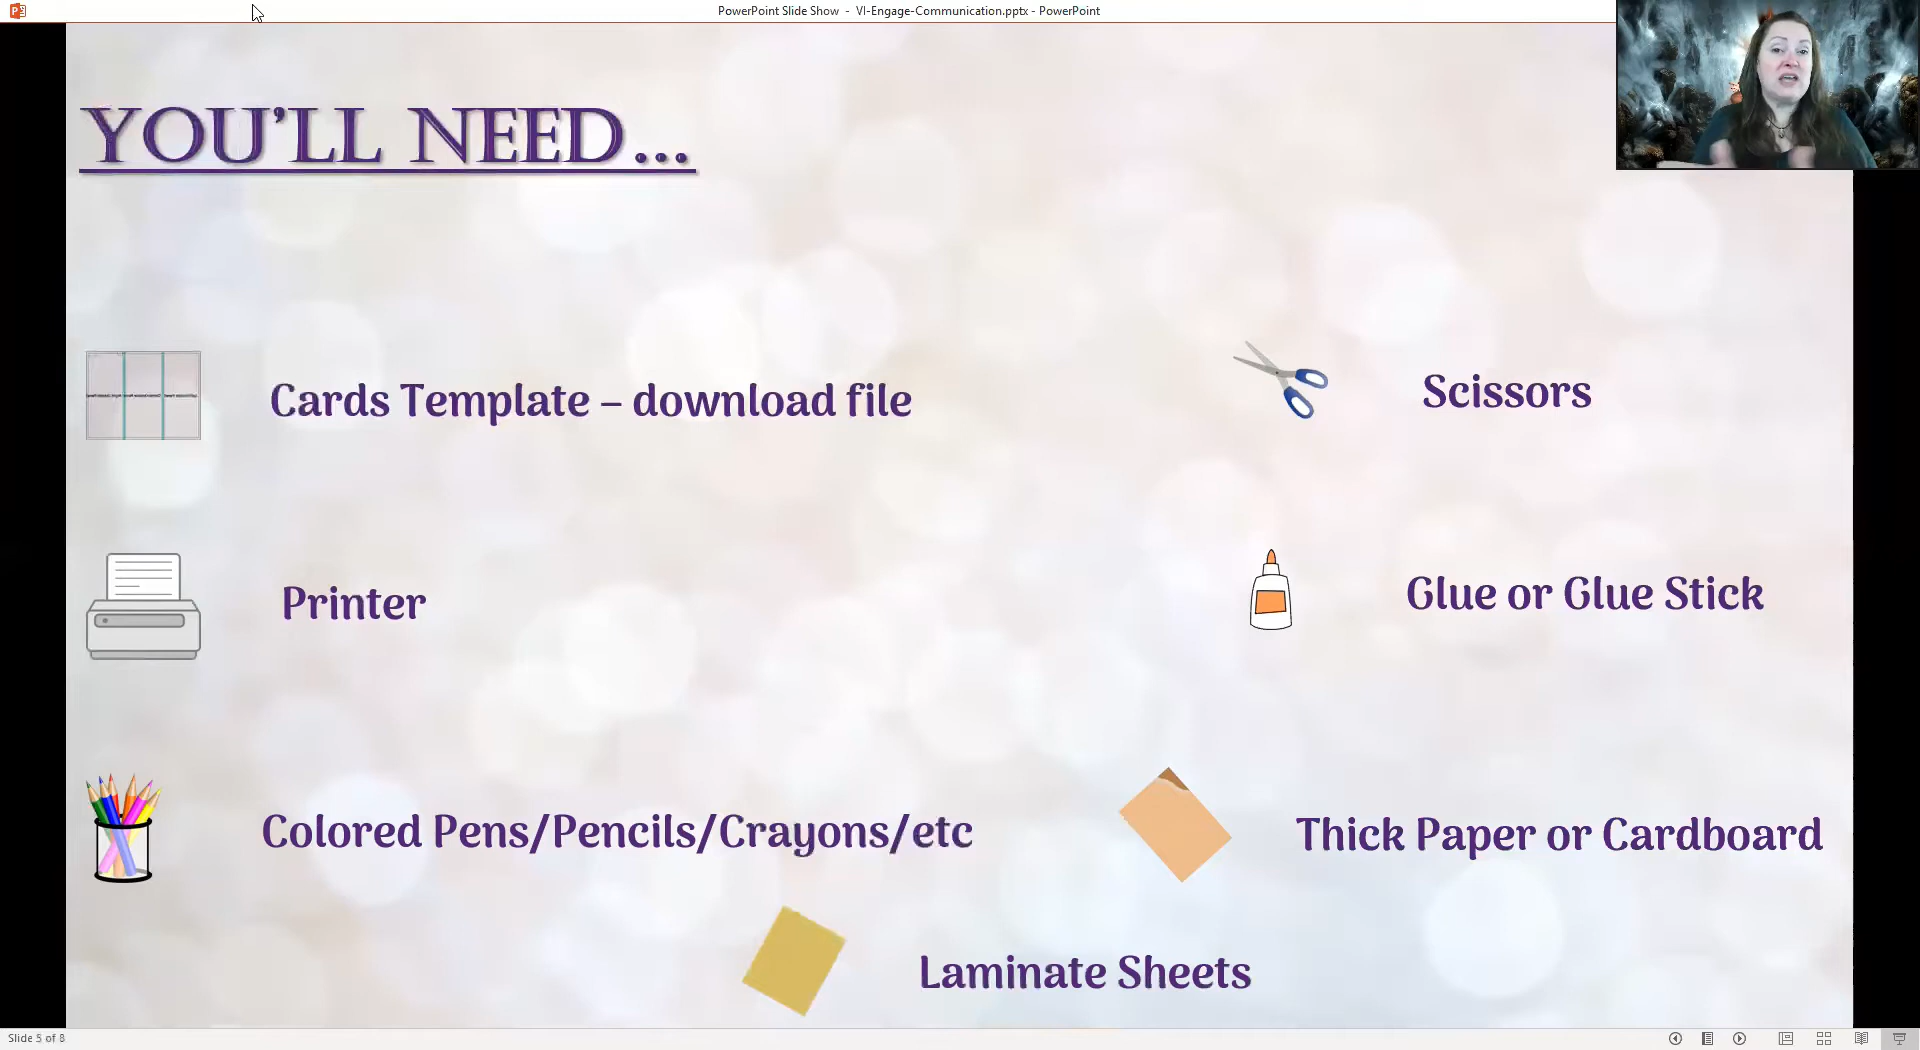 PowerPoint Slide Show - VI-Engage-Communication.pptx - PowerPoint
YOU'LL NEED...
Cards Template – download file
Scissors
Printer
Glue or Glue Stick
Colored Pens/Pencils/Crayons/etc
Thick Paper or Cardboard
Laminate Sheets
Slide 5 of 8